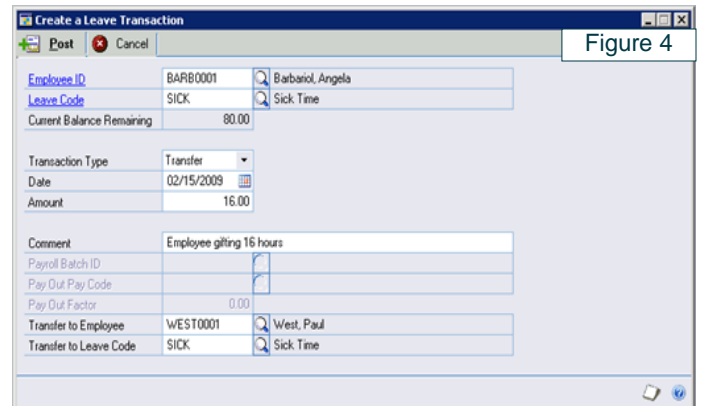 Create a Leave Transaction
Post Cancel
Figure 4
Employee ID BARB0001 Barbariol, Angela
Leave Code SICK Sick Time
Current Balance Remaining 80.00
Transaction Type Transfer
Date 02/15/2009
Amount 16.00
Comment Employee gifting 16 hours
Payroll Batch ID
Pay Out Pay Code
Pay Out Factor 0.00
Transfer to Employee WEST0001 West, Paul
Transfer to Leave Code SICK Sick Time